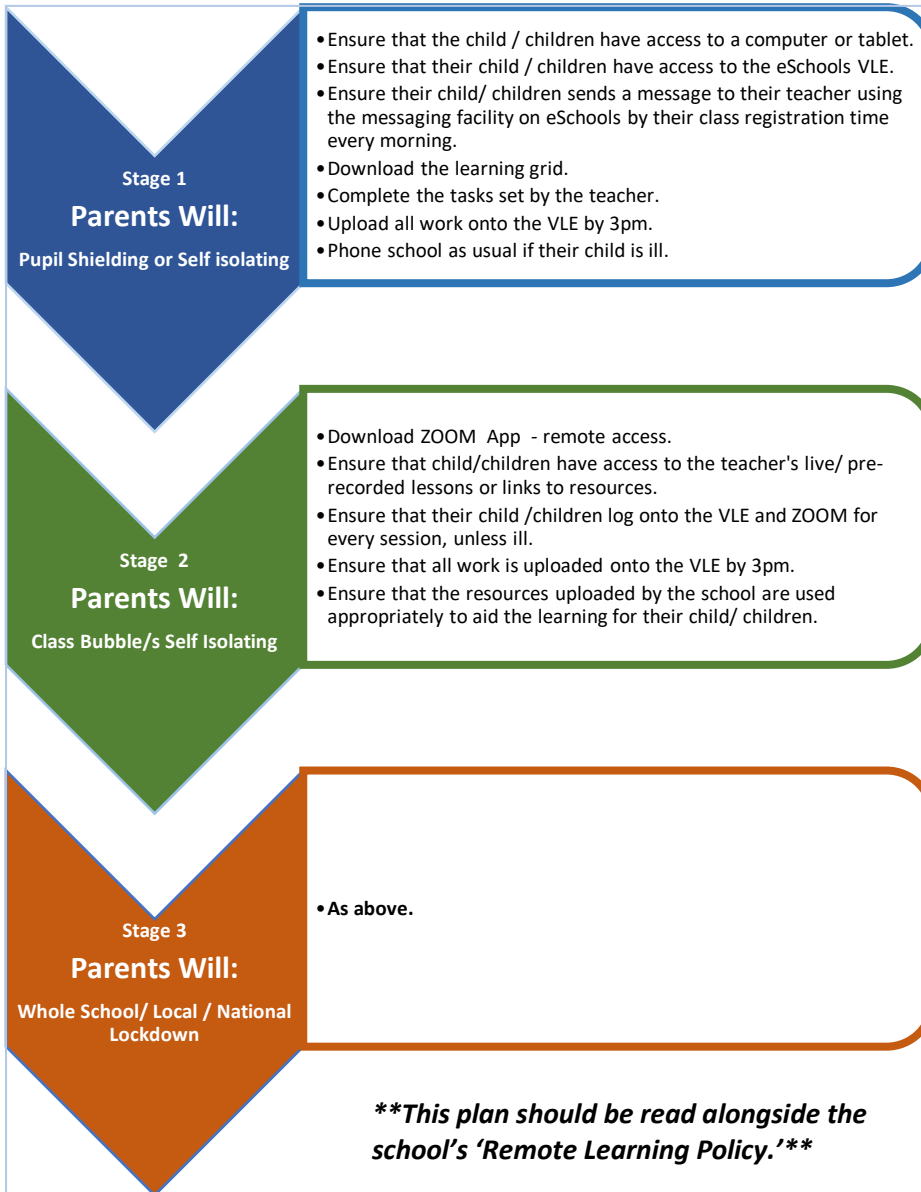 Stage 1
Parents Will:
Pupil Shielding or Self isolating
•Ensure that the child / children have access to a computer or tablet.
•Ensure that their child / children have access to the eSchools VLE.
•Ensure their child/ children sends a message to their teacher using
the messaging facility on eSchools by their class registration time
every morning.
•Download the learning grid.
•Complete the tasks set by the teacher.
•Upload all work onto the VLE by 3pm.
•Phone school as usual if their child is ill.
Stage 2
Parents Will:
Class Bubble/s Self Isolating
•Download ZOOM App - remote access.
•Ensure that child/children have access to the teacher's live/ pre-
recorded lessons or links to resources.
•Ensure that their child /children log onto the VLE and ZOOM for
every session, unless ill.
•Ensure that all work is uploaded onto the VLE by 3pm.
•Ensure that the resources uploaded by the school are used
appropriately to aid the learning for their child/ children.
Stage 3
Parents Will:
Whole School/ Local / National
Lockdown
•As above.
**This plan should be read alongside the
school's ‘Remote Learning Policy.’**